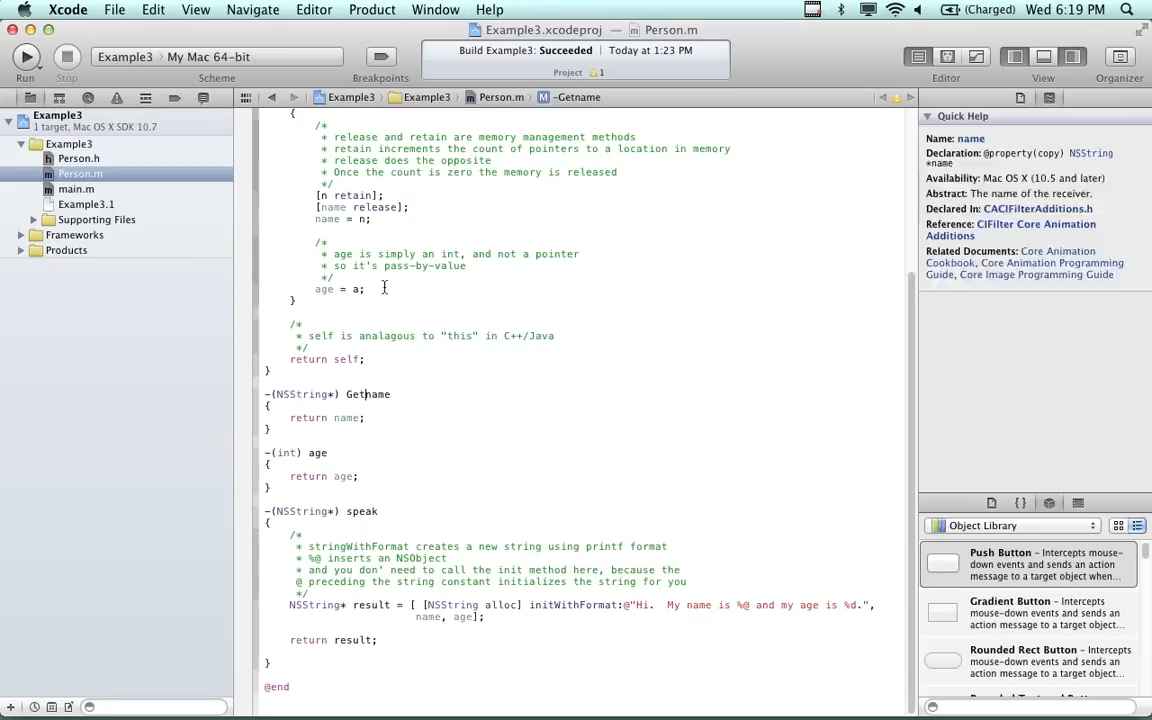 Xcode File Edit View Navigate Editor Product Window Help (Charged) Wed 6:19 PM
Example3.xcodeproj — Person.m
Example3 My Mac 64-bit
Build Example3: Succeeded Today at 1:23 PM
Project 1
Run Stop Scheme Breakpoints Editor View Organizer
Example3 Example3 Person.m M -Getname
Example3
1 target, Mac OS X SDK 10.7
Example3
h Person.h
m Person.m
m main.m
Example3.1
Supporting Files
Frameworks
Products
{
/*
* release and retain are memory management methods
* retain increments the count of pointers to a location in memory
* release does the opposite
* Once the count is zero the memory is released
*/
[n retain];
[name release];
name = n;
/*
* age is simply an int, and not a pointer
* so it's pass-by-value
*/
age = a;
}
/*
* self is analagous to "this" in C++/Java
*/
return self;
}
-(NSString*) Getname
{
return name;
}
-(int) age
{
return age;
}
-(NSString*) speak
{
/*
* stringWithFormat creates a new string using printf format
* %@ inserts an NSObject
* and you don' need to call the init method here, because the
@ preceding the string constant initializes the string for you
*/
NSString* result = [ [NSString alloc] initWithFormat:@"Hi.  My name is %@ and my age is %d.",
name, age];
return result;
}
@end
Quick Help
Name: name
Declaration: @property(copy) NSString
*name
Availability: Mac OS X (10.5 and later)
Abstract: The name of the receiver.
Declared In: CACIFilterAdditions.h
Reference: CIFilter Core Animation
Additions
Related Documents: Core Animation
Cookbook, Core Animation Programming
Guide, Core Image Programming Guide
{ }
Object Library
Push Button – Intercepts mouse-
down events and sends an action
message to a target object when...
Gradient Button – Intercepts
mouse-down events and sends an
action message to a target object...
Rounded Rect Button – Intercepts
mouse-down events and sends an
action message to a target object...